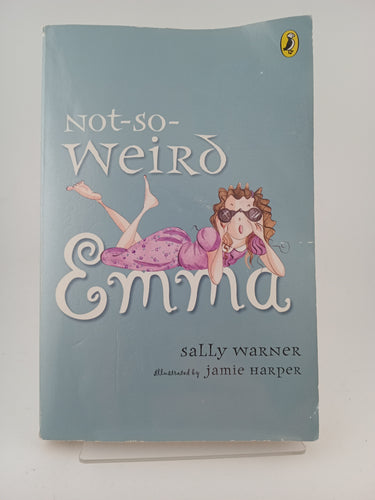 Not-so-
Weird
Emma
sally warner
illustrated by jamie harper